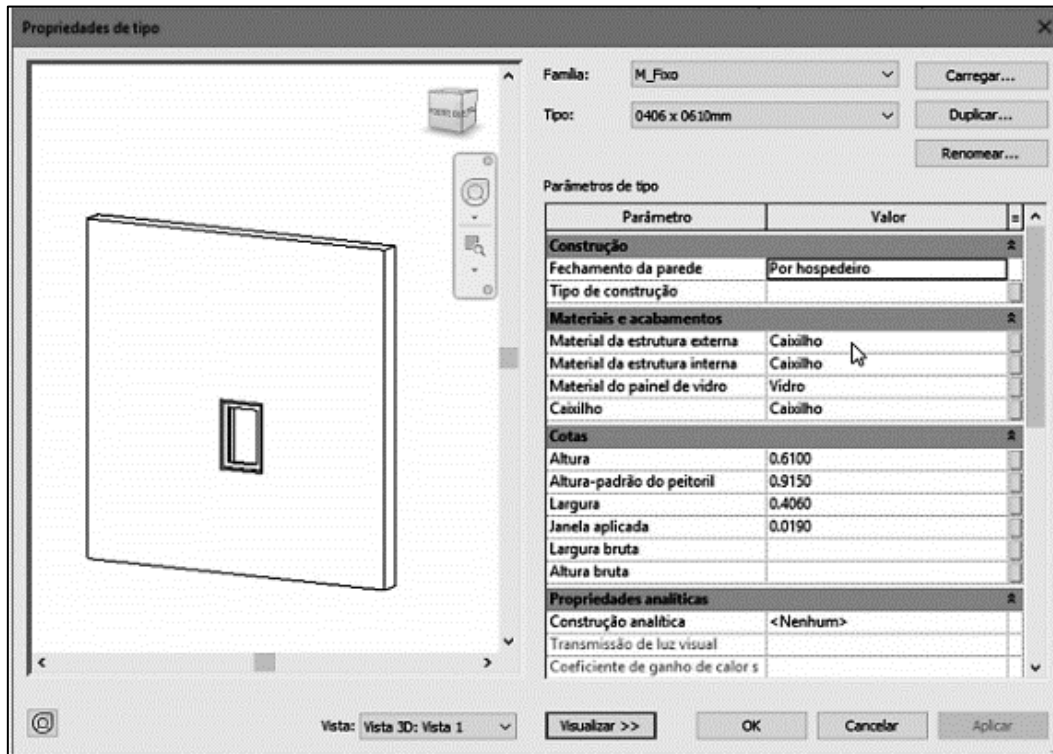 Propriedades de tipo
Família: M_Fixo Carregar...
Tipo: 0406 x 0610mm Duplicar...
Renomear...
Parâmetros de tipo
Parâmetro Valor =
Construção
Fechamento da parede Por hospedeiro
Tipo de construção
Materiais e acabamentos
Material da estrutura externa Caixilho
Material da estrutura interna Caixilho
Material do painel de vidro Vidro
Caixilho Caixilho
Cotas
Altura 0.6100
Altura-padrão do peitoril 0.9150
Largura 0.4060
Janela aplicada 0.0190
Largura bruta
Altura bruta
Propriedades analíticas
Construção analítica <Nenhum>
Transmissão de luz visual
Coeficiente de ganho de calor s
Vista: Vista 3D: Vista 1 Visualizar >> OK Cancelar Aplicar